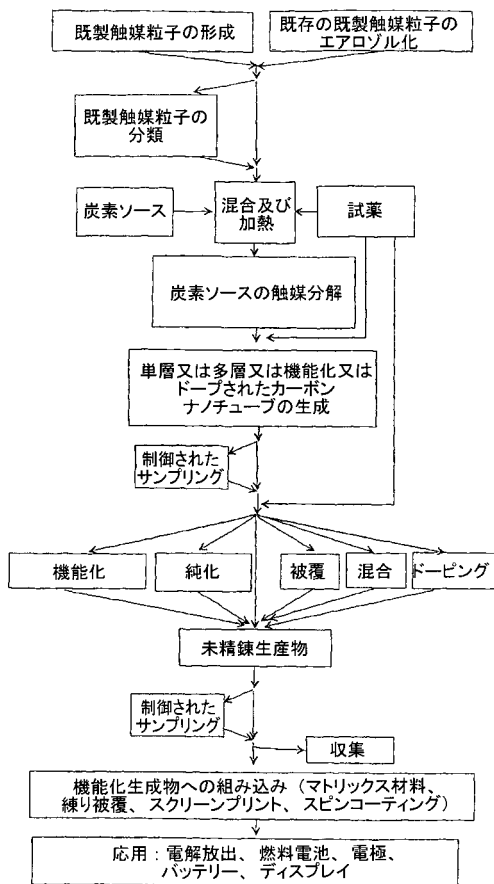 既製触媒粒子の形成
既存の既製触媒粒子の
エアロゾル化
既製触媒粒子の
分類
炭素ソース
混合及び
加熱
試薬
炭素ソースの触媒分解
単層又は多層又は機能化又は
ドープされたカーボン
ナノチューブの生成
制御された
サンプリング
機能化
純化
被覆
混合
ドーピング
未精錬生産物
制御された
サンプリング
収集
機能化生成物への組み込み（マトリックス材料、
練り被覆、スクリーンプリント、スピンコーティング）
応用：電解放出、燃料電池、電極、
バッテリー、ディスプレイ